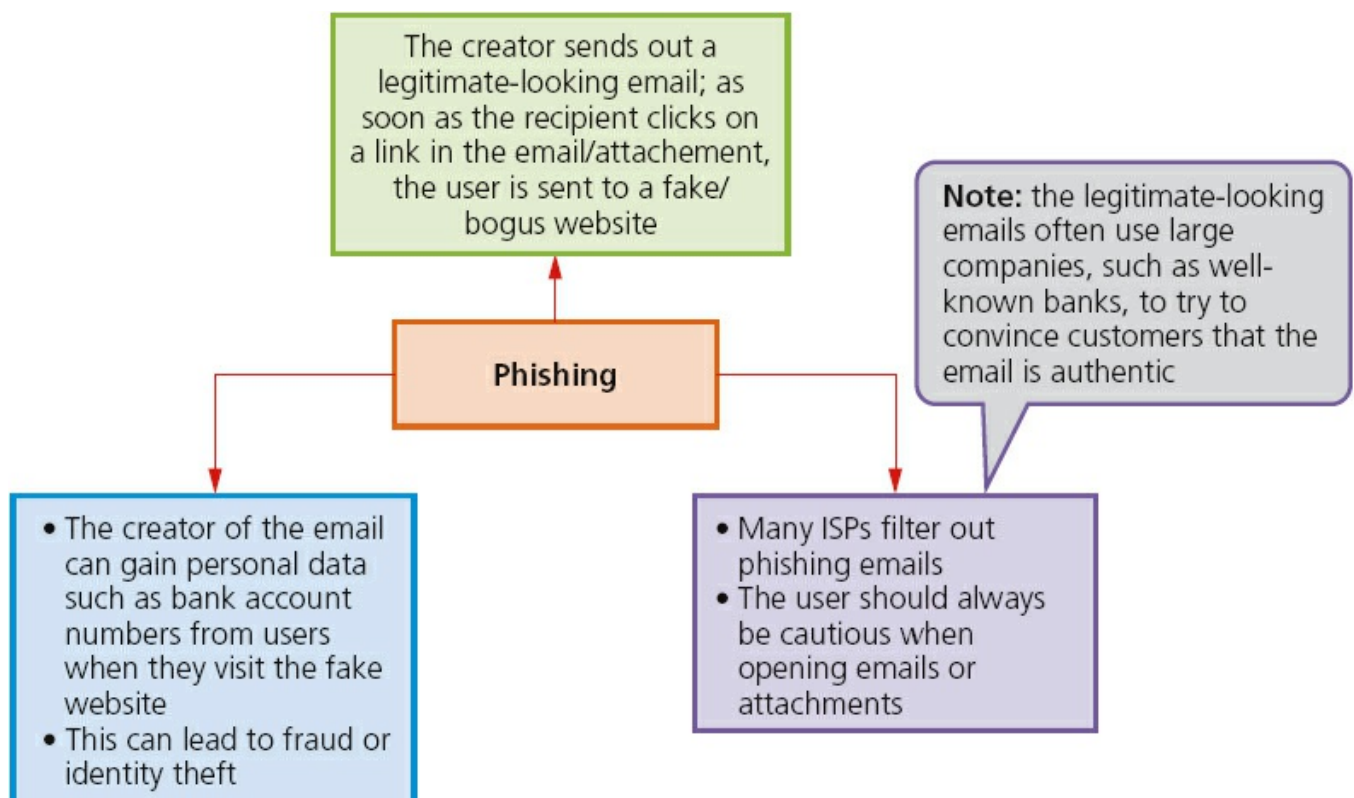 The creator sends out a
legitimate-looking email; as
soon as the recipient clicks on
a link in the email/attachement,
the user is sent to a fake/
bogus website
Note: the legitimate-looking
emails often use large
companies, such as well-
known banks, to try to
convince customers that the
email is authentic
Phishing
• The creator of the email
can gain personal data
such as bank account
numbers from users
when they visit the fake
website
• This can lead to fraud or
identity theft
• Many ISPs filter out
phishing emails
• The user should always
be cautious when
opening emails or
attachments